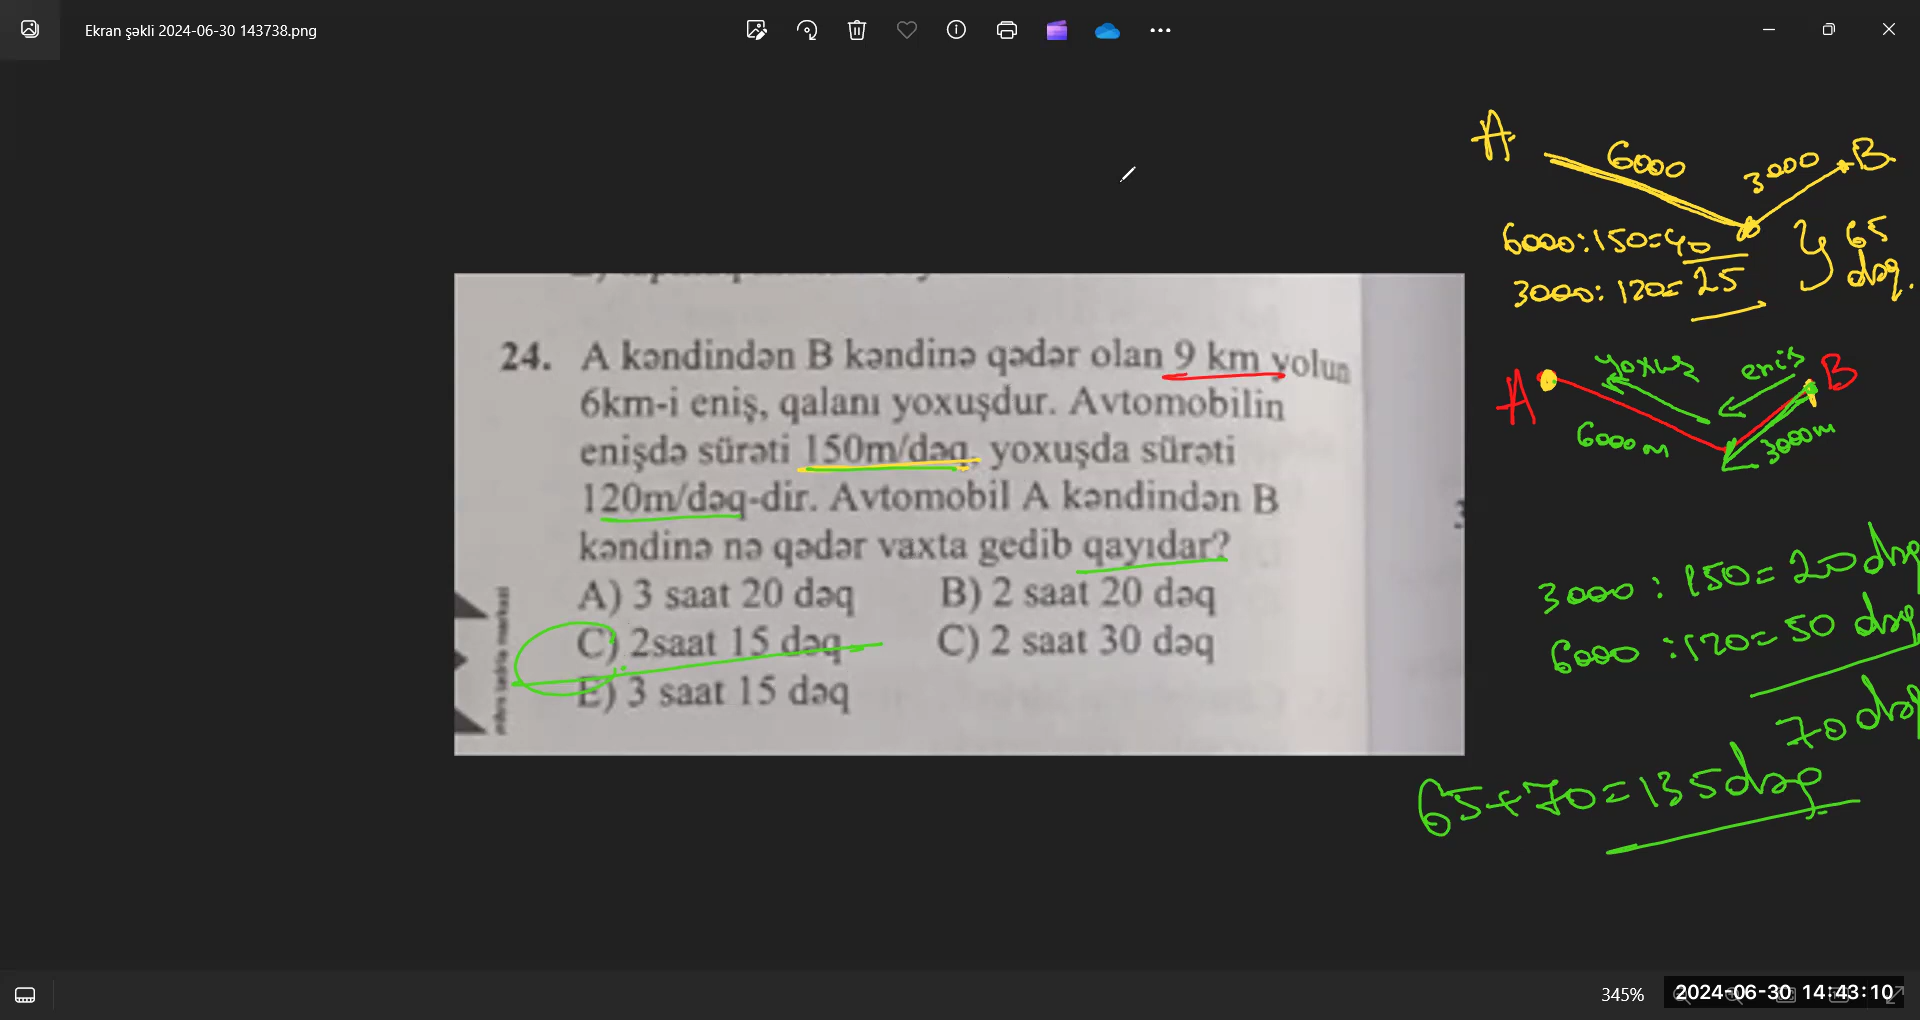 Ekran şəkli 2024-06-30 143738.png
24. A kəndindən B kəndinə qədər olan 9 km yolun
6km-i eniş, qalanı yoxuşdur. Avtomobilin
enişdə sürəti 150m/dəq, yoxuşda sürəti
120m/dəq-dir. Avtomobil A kəndindən B
kəndinə nə qədər vaxta gedib qayıdar?
A) 3 saat 20 dəq B) 2 saat 20 dəq
C) 2saat 15 dəq C) 2 saat 30 dəq
E) 3 saat 15 dəq
A 6000 3000 B
6000:150=40
3000:120=25
65
dəq.
A yoxuş eniş B
6000m 3000m
3000:150=20 dəq
6000:120=50 dəq
70 dəq
65+70=135dəq
345%
2024-06-30 14:43:10